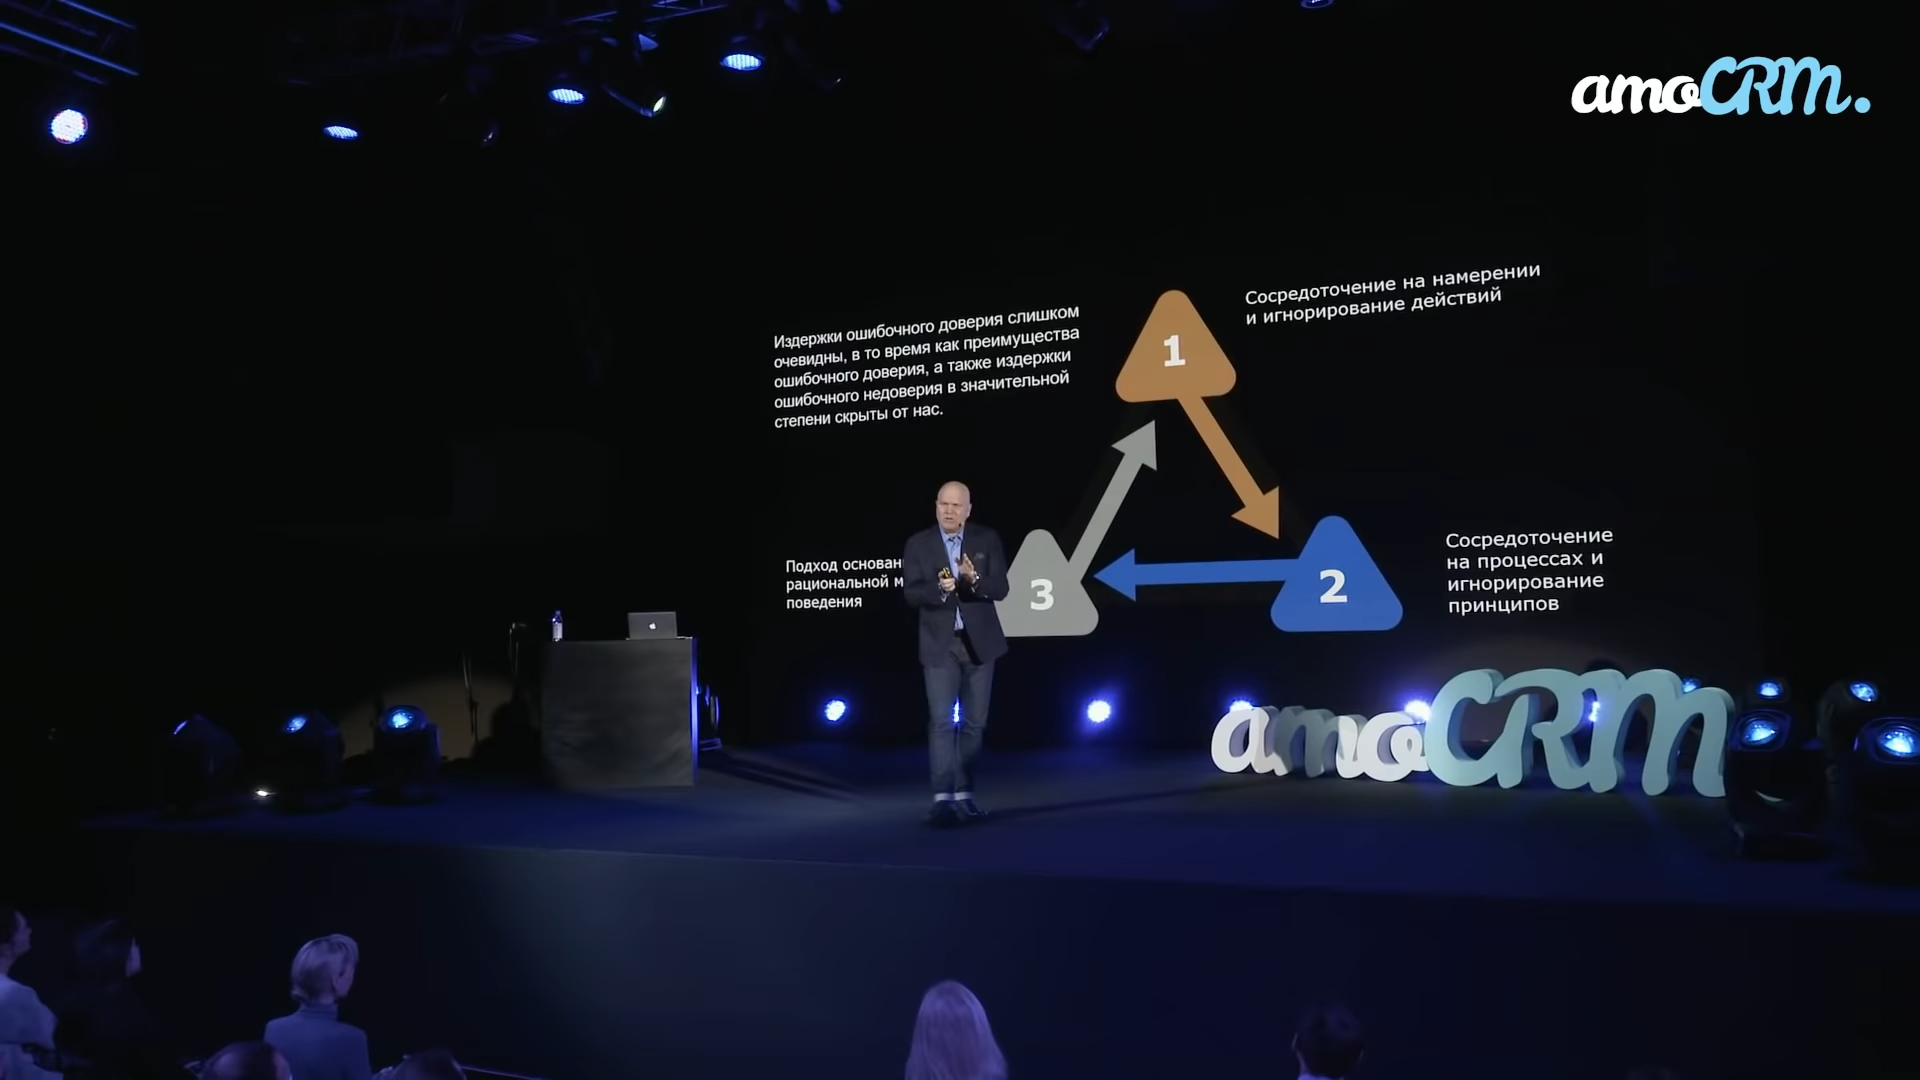 amoCRM.
Сосредоточение на намерении
и игнорирование действий
Издержки ошибочного доверия слишком
очевидны, в то время как преимущества
ошибочного доверия, а также издержки
ошибочного недоверия в значительной
степени скрыты от нас.
1
Сосредоточение
на процессах и
игнорирование
принципов
2
Подход основан
рациональной
поведения
3
amoCRM